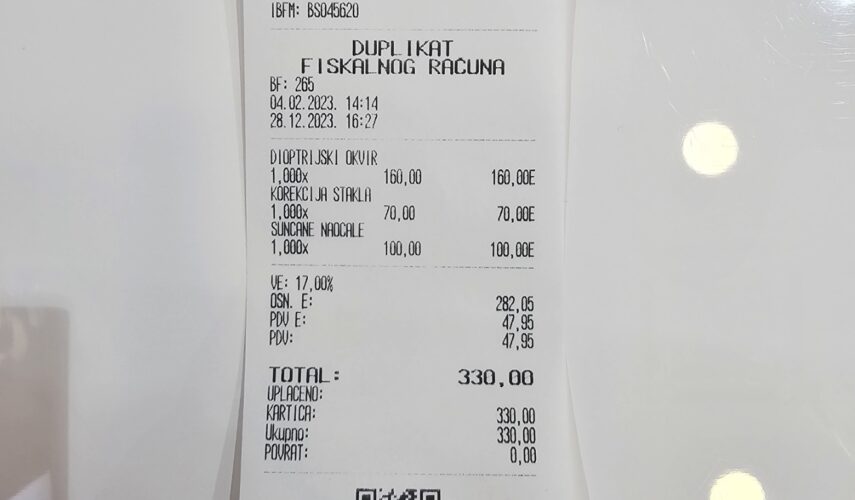 IBFM: BS045620
DUPLIKAT
FISKALNOG RAČUNA
BF: 265
04.02.2023. 14:14
28.12.2023. 16:27
DIOPTRIJSKI OKVIR
1,000x 160,00 160,00E
KOREKCIJA STAKLA
1,000x 70,00 70,00E
SUNCANE NAOCALE
1,000x 100,00 100,00E
VE: 17,00%
OSN. E: 282,05
PDV E: 47,95
PDV: 47,95
TOTAL: 330,00
UPLACENO:
KARTICA: 330,00
Ukupno: 330,00
POVRAT: 0,00